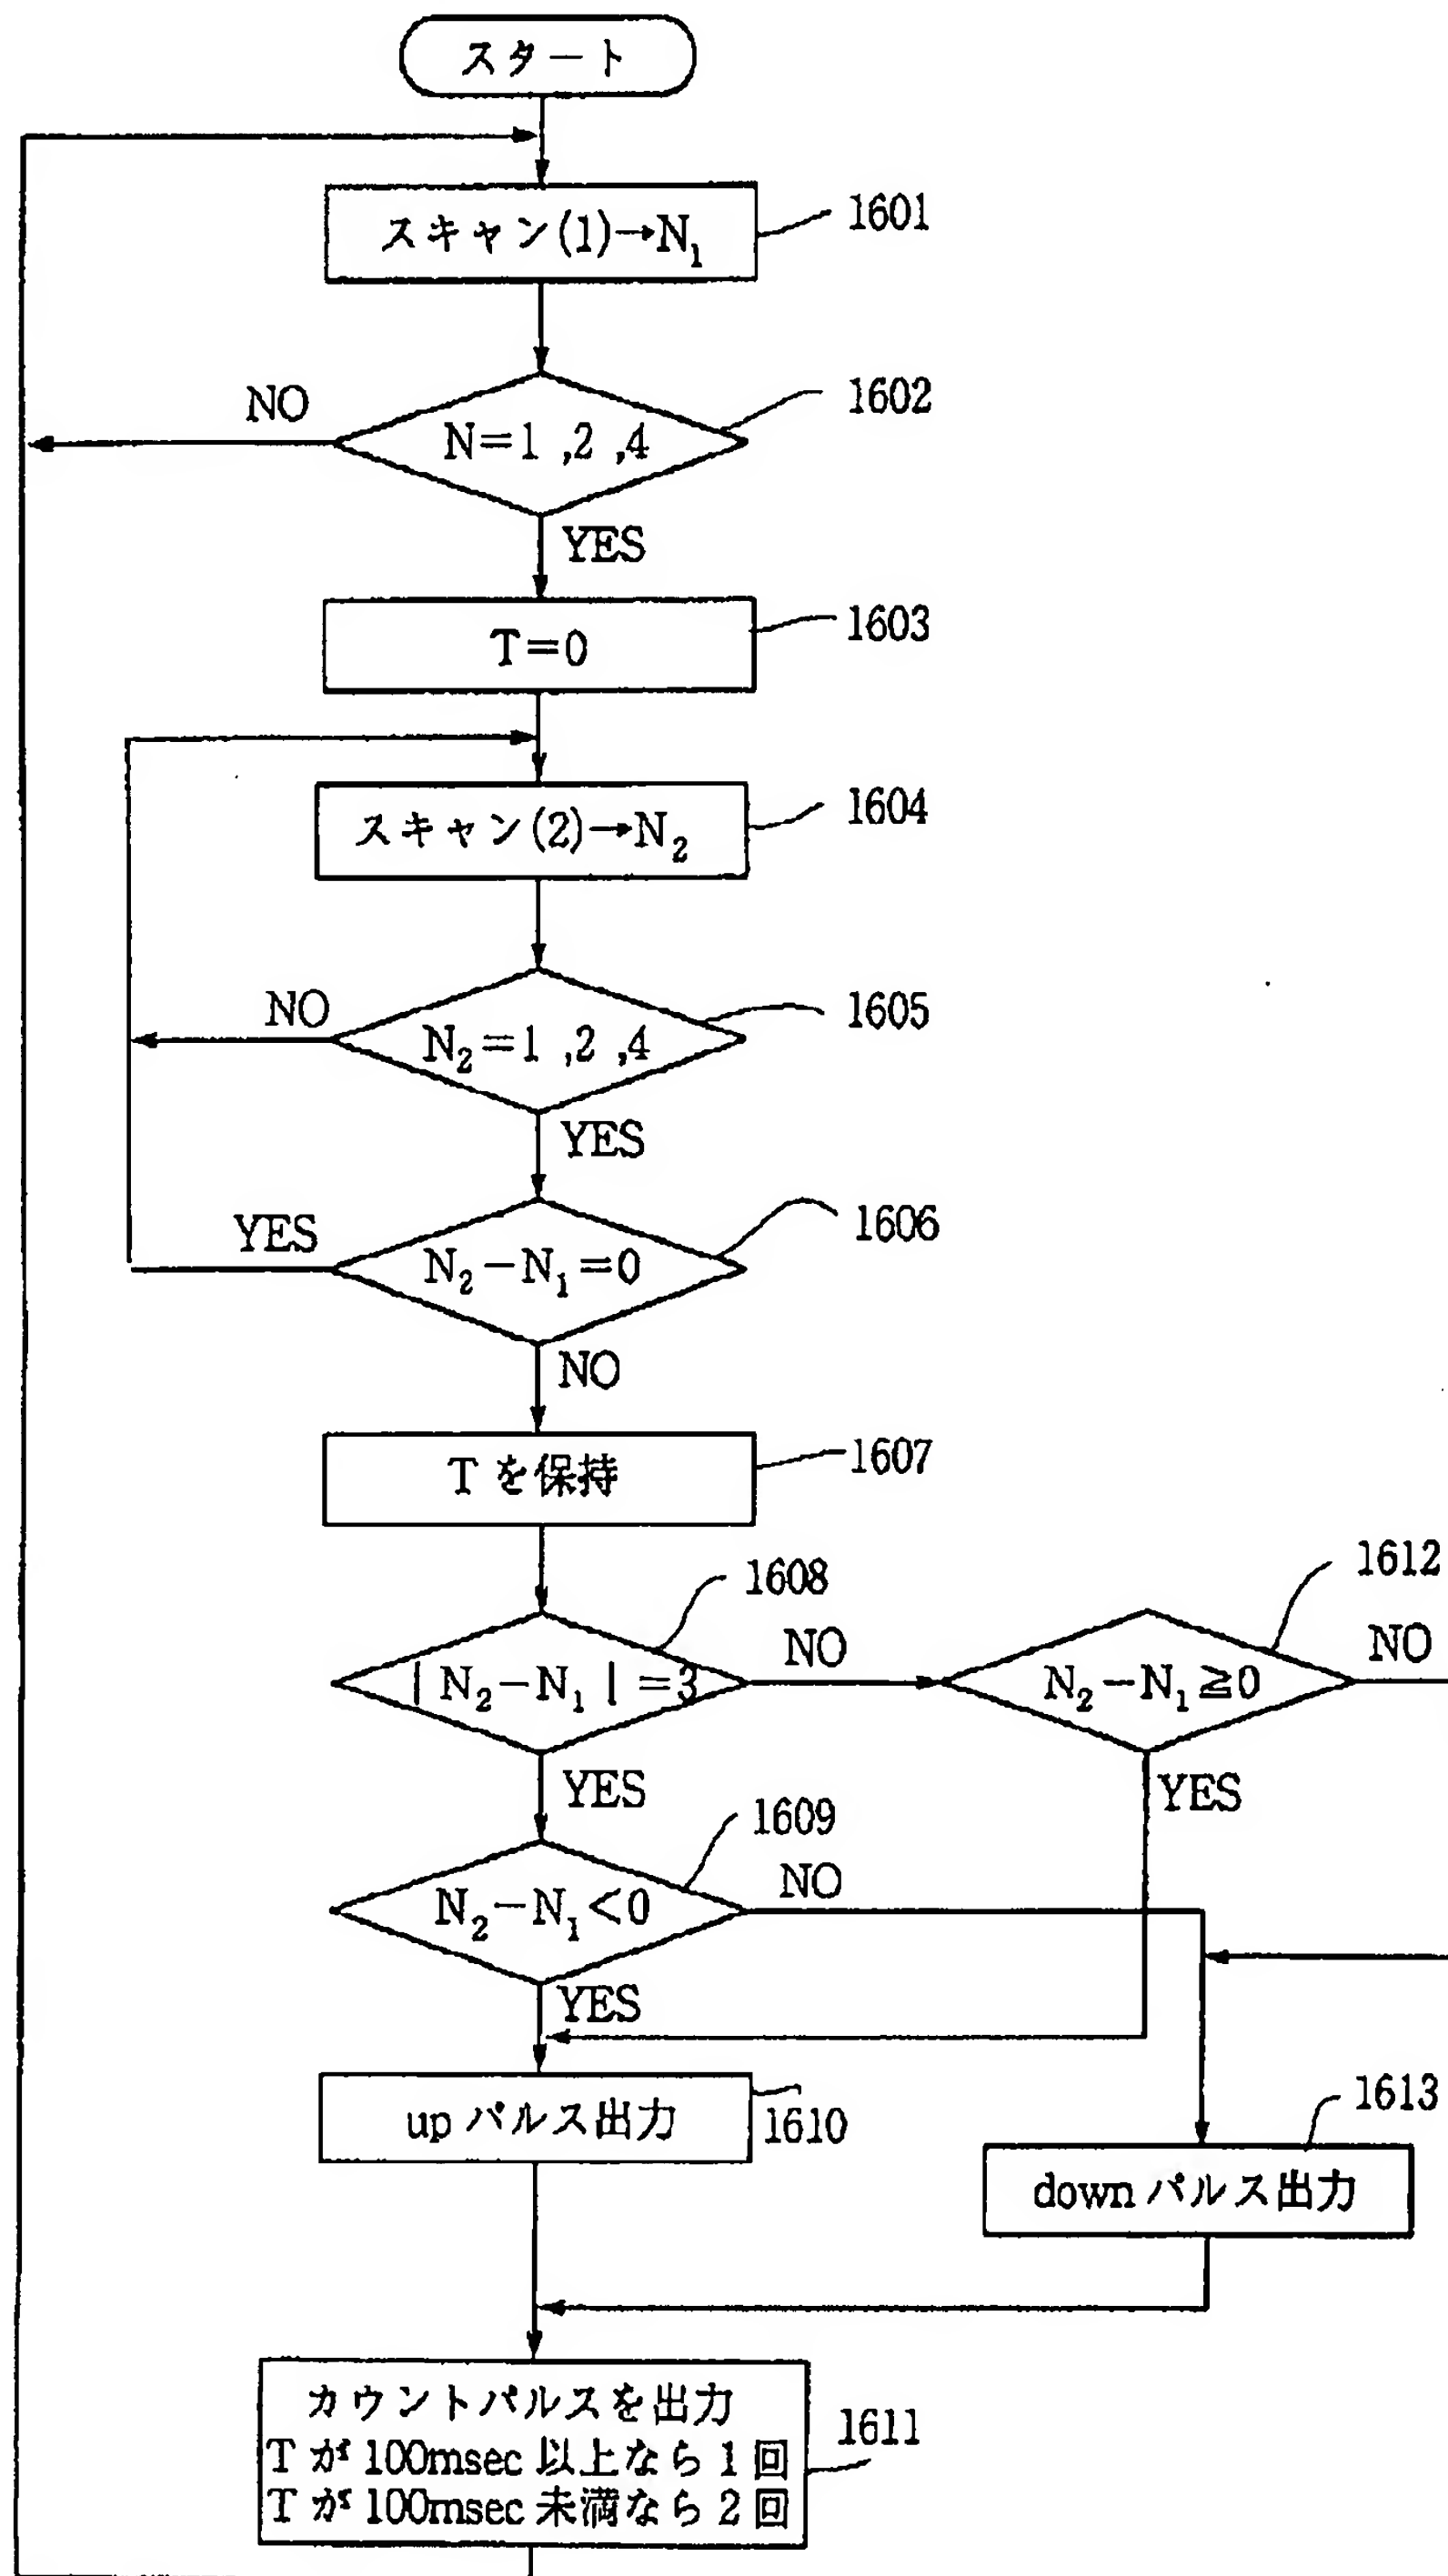 スタート
スキャン(1)→N₁
1601
NO
N=1 ,2 ,4
1602
YES
T=0
1603
スキャン(2)→N₂
1604
NO
N₂=1 ,2 ,4
1605
YES
YES
N₂-N₁=0
1606
NO
Tを保持
1607
|N₂-N₁|=3
1608
NO
N₂-N₁≧0
1612
NO
YES
YES
N₂-N₁<0
1609
NO
YES
upパルス出力
1610
downパルス出力
1613
カウントパルスを出力
Tが100msec以上なら1回
Tが100msec未満なら2回
1611